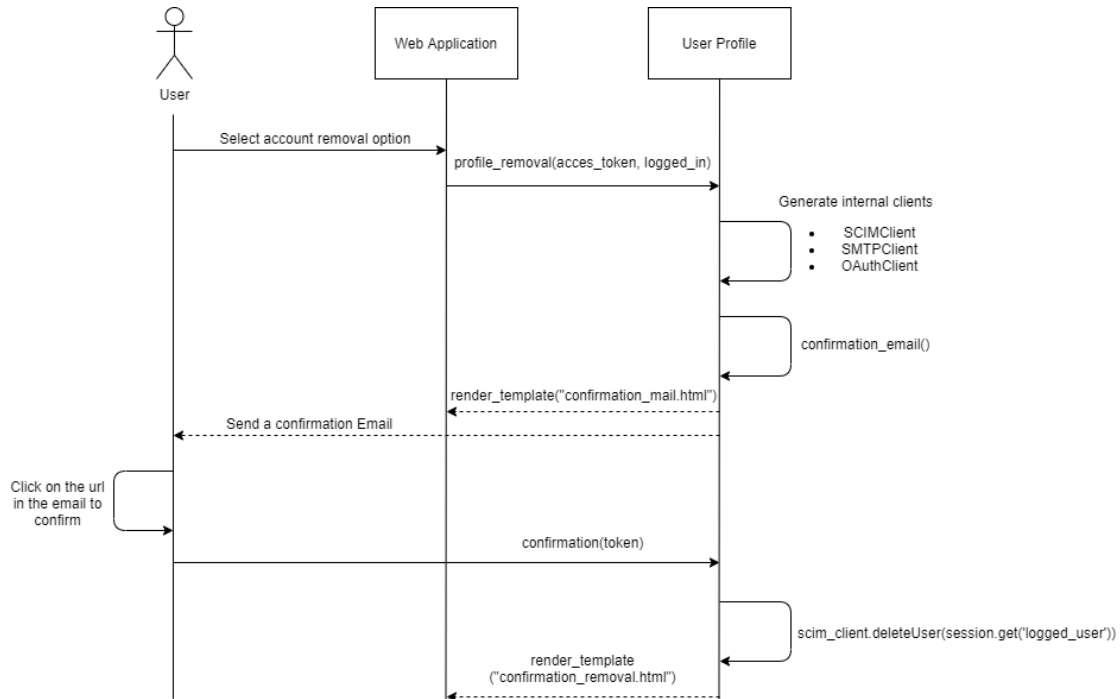 Web Application
User Profile
User
Select account removal option
profile_removal(acces_token, logged_in)
Generate internal clients
• SCIMClient
• SMTPClient
• OAuthClient
confirmation_email()
render_template("confirmation_mail.html")
Send a confirmation Email
Click on the url
in the email to
confirm
confirmation(token)
scim_client.deleteUser(session.get('logged_user'))
render_template
("confirmation_removal.html")